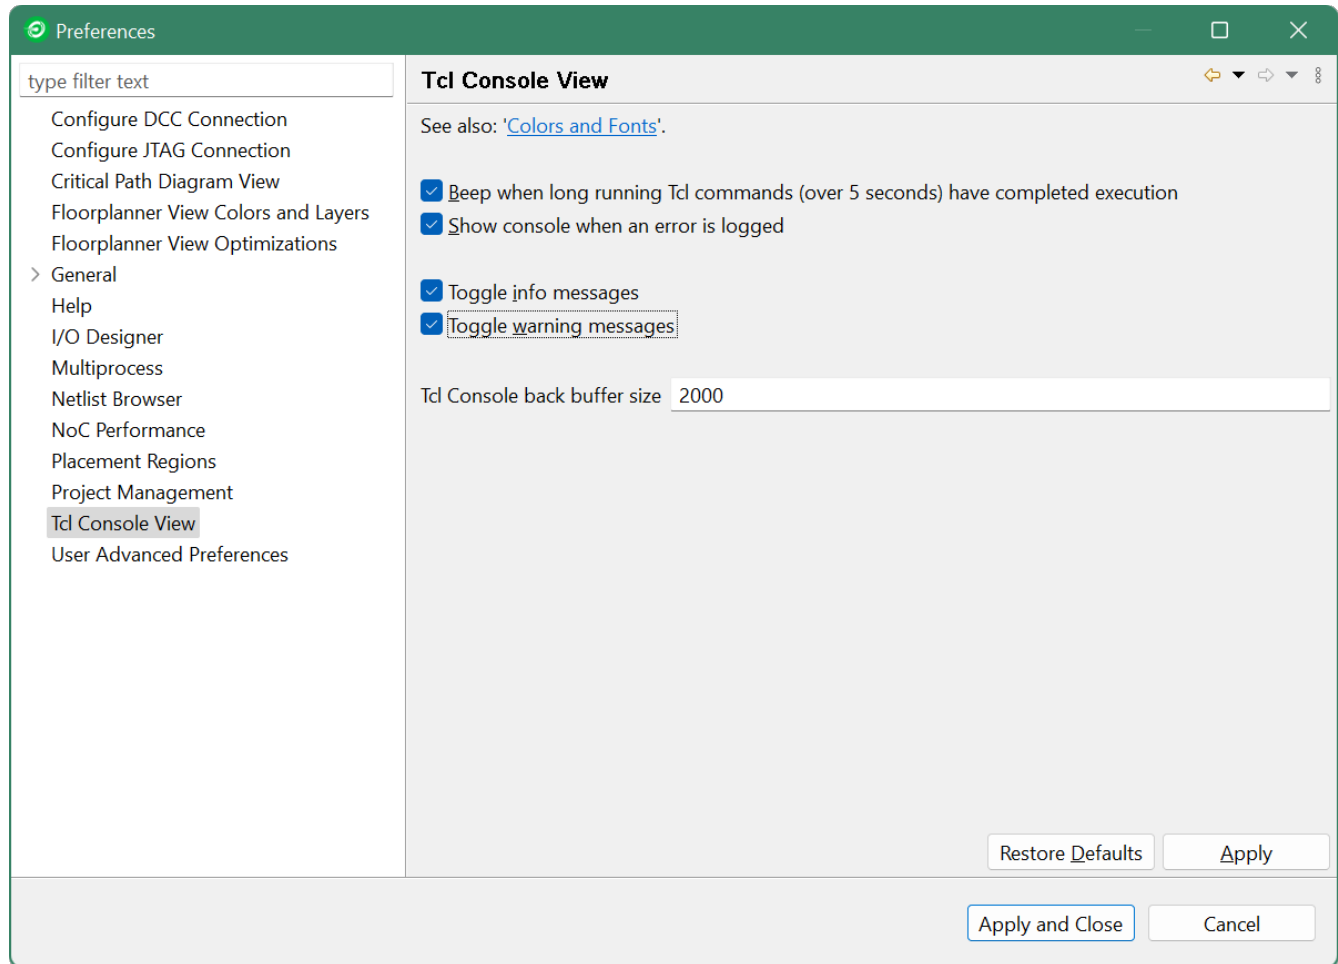 Preferences
type filter text
Configure DCC Connection
Configure JTAG Connection
Critical Path Diagram View
Floorplanner View Colors and Layers
Floorplanner View Optimizations
General
Help
I/O Designer
Multiprocess
Netlist Browser
NoC Performance
Placement Regions
Project Management
Tcl Console View
User Advanced Preferences
Tcl Console View
See also: 'Colors and Fonts'.
Beep when long running Tcl commands (over 5 seconds) have completed execution
Show console when an error is logged
Toggle info messages
Toggle warning messages
Tcl Console back buffer size 2000
Restore Defaults Apply
Apply and Close Cancel